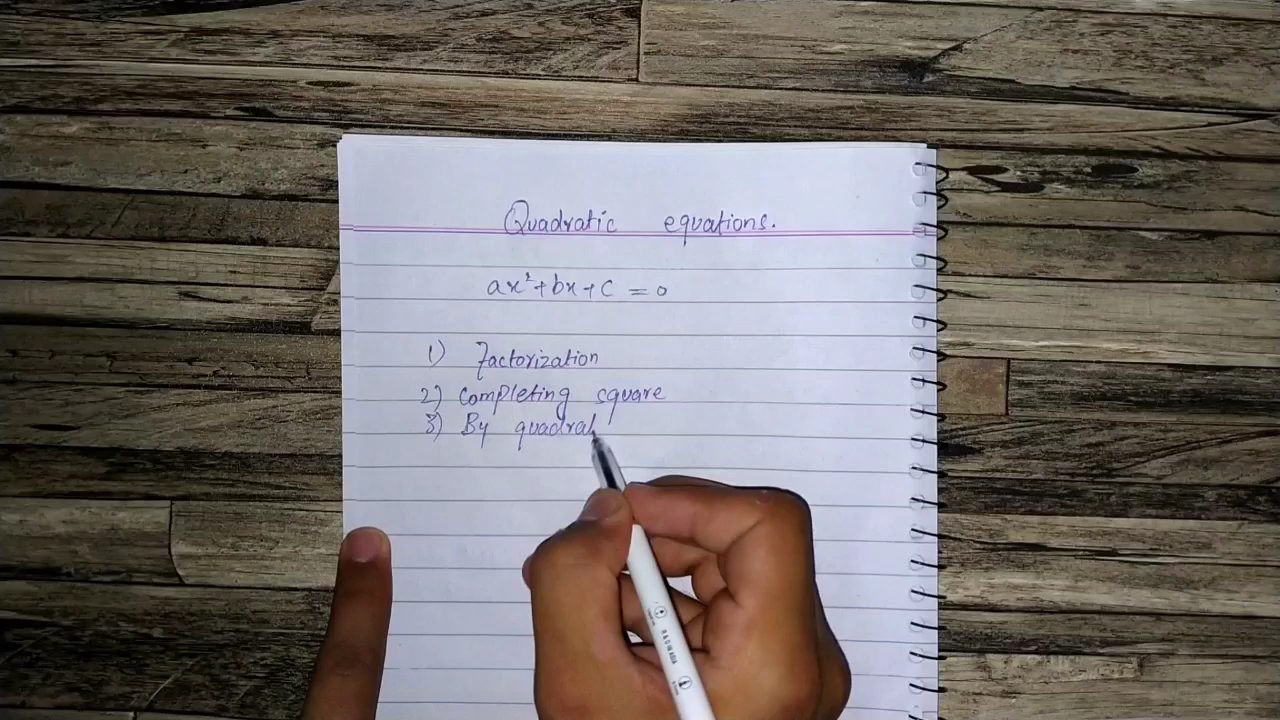 Quadratic equations.
ax²+bx+c = 0
1) Factorization
2) Completing square
3) By quadrat